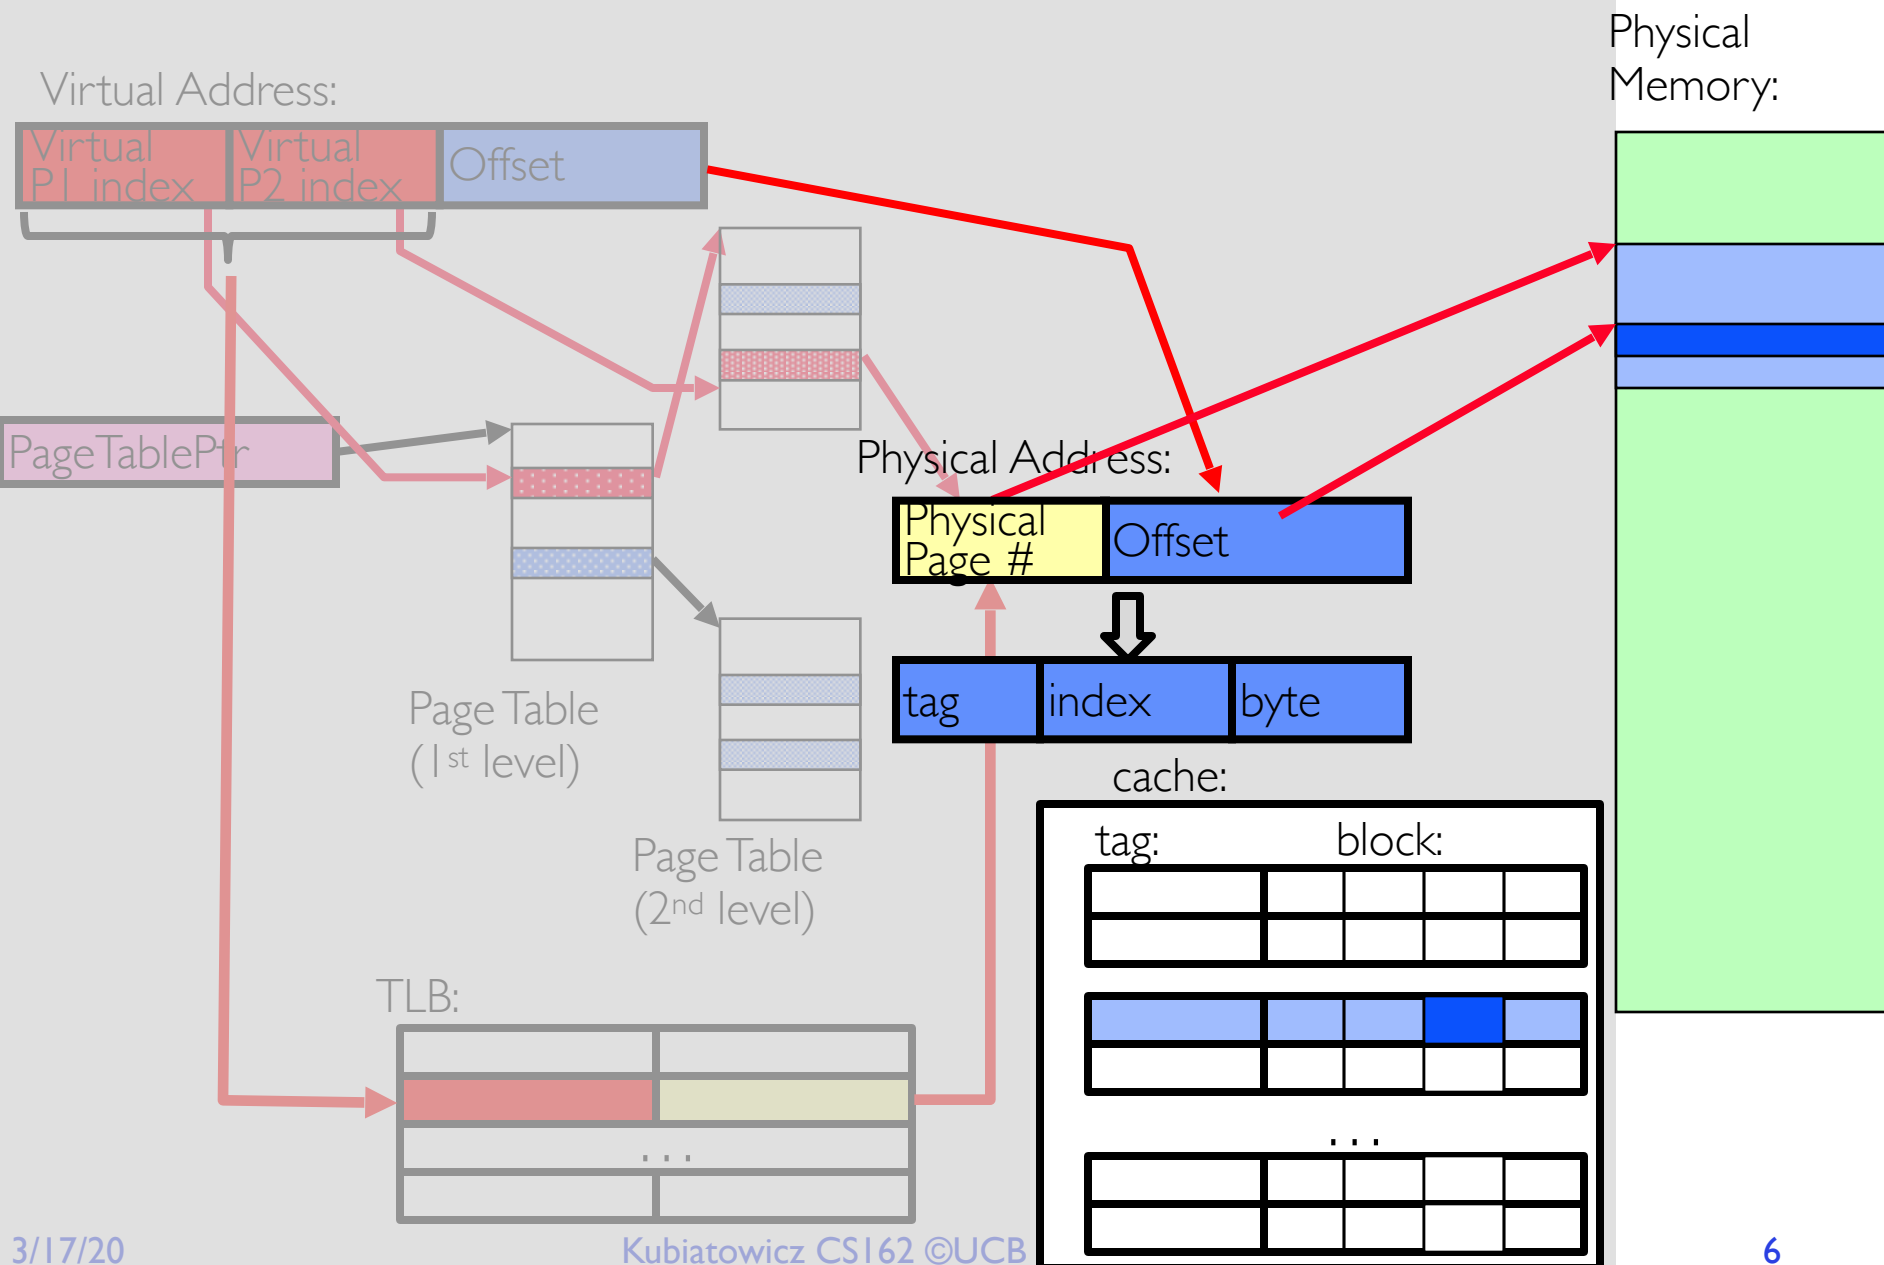 Physical
Memory:
Virtual Address:
Virtual
P1 index
Virtual
P2 index
Offset
PageTablePtr
Physical Address:
Physical
Page #
Offset
tag
index
byte
Page Table
(1st level)
cache:
tag:
block:
Page Table
(2nd level)
TLB:
. . .
. . .
3/17/20
Kubiatowicz CS162 ©UCB
6